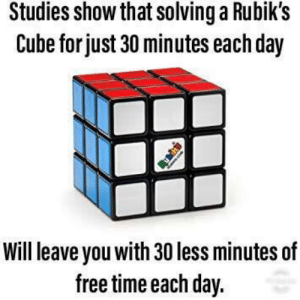 Studies show that solving a Rubik's
Cube for just 30 minutes each day
Rubik's
Will leave you with 30 less minutes of
free time each day.